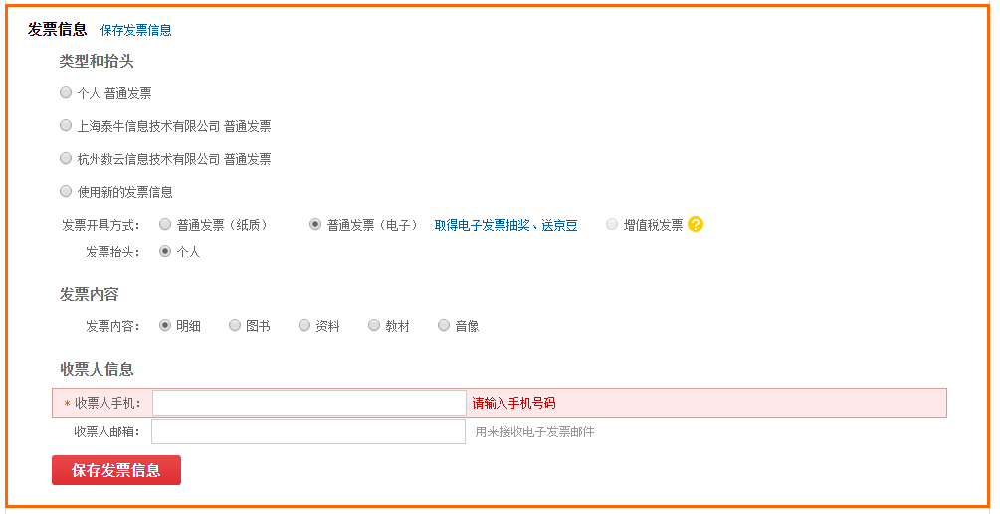 发票信息 保存发票信息
类型和抬头
个人 普通发票
上海泰牛信息技术有限公司 普通发票
杭州数云信息技术有限公司 普通发票
使用新的发票信息
发票开具方式： 普通发票（纸质） 普通发票（电子） 取得电子发票抽奖、送京豆 增值税发票 ?
发票抬头： 个人
发票内容
发票内容： 明细 图书 资料 教材 音像
收票人信息
* 收票人手机： 请输入手机号码
收票人邮箱： 用来接收电子发票邮件
保存发票信息